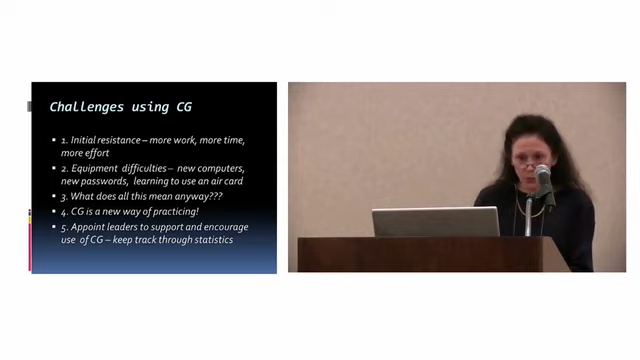 Challenges using CG
1. Initial resistance – more work, more time,
more effort
2. Equipment difficulties – new computers,
new passwords, learning to use an air card
3. What does all this mean anyway???
4. CG is a new way of practicing!
5. Appoint leaders to support and encourage
use of CG – keep track through statistics